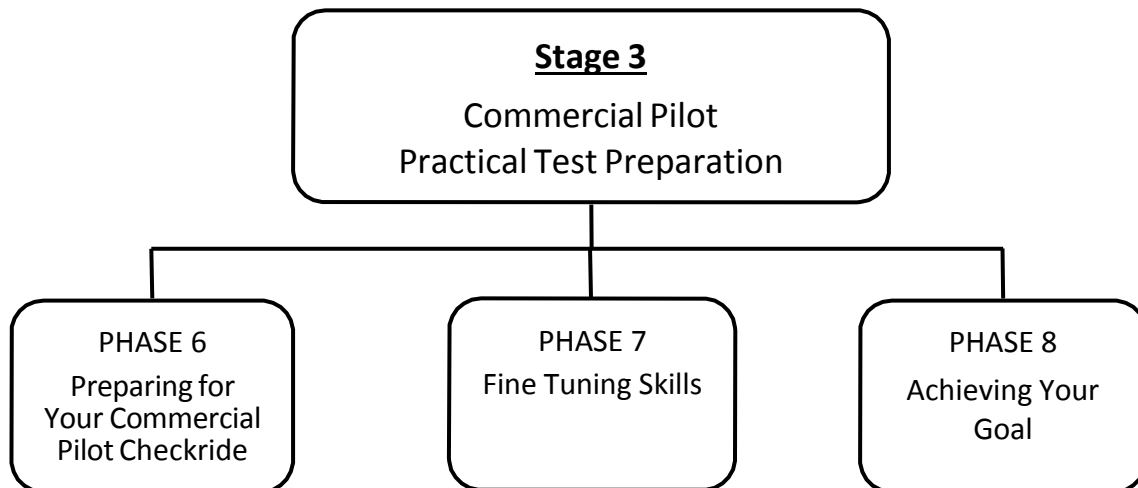 Stage 3
Commercial Pilot
Practical Test Preparation
PHASE 6
Preparing for
Your Commercial
Pilot Checkride
PHASE 7
Fine Tuning Skills
PHASE 8
Achieving Your
Goal